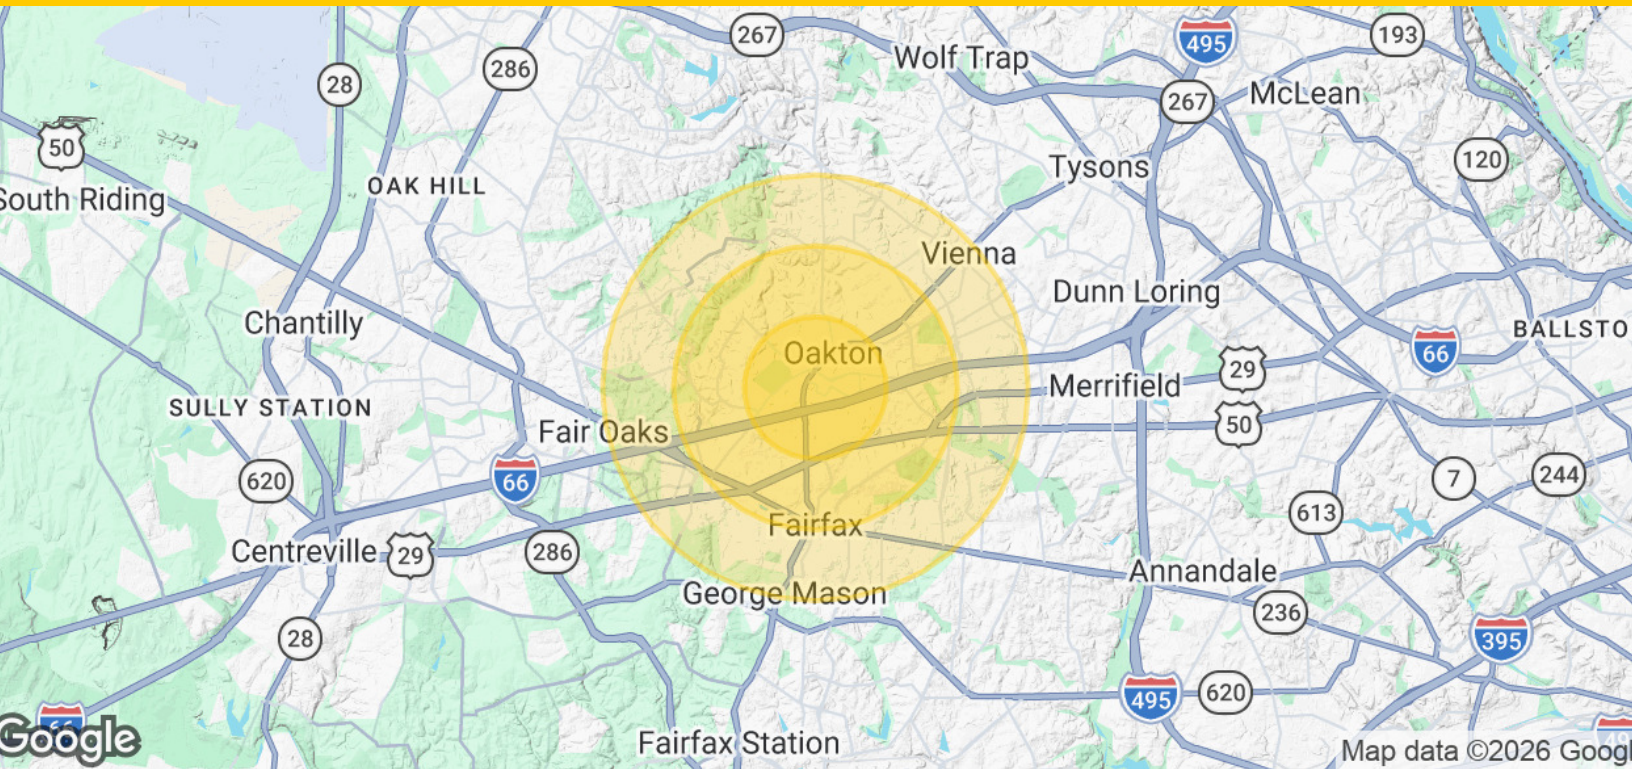 267
495
193
Wolf Trap
286
28
267
McLean
50
120
Tysons
OAK HILL
South Riding
Vienna
Dunn Loring
Chantilly
BALLSTO
Oakton
66
29
Merrifield
SULLY STATION
50
Fair Oaks
620
66
7
244
613
Fairfax
Centreville
29
286
Annandale
George Mason
236
28
395
495
620
66
Google
Fairfax Station
Map data ©2026 Googl